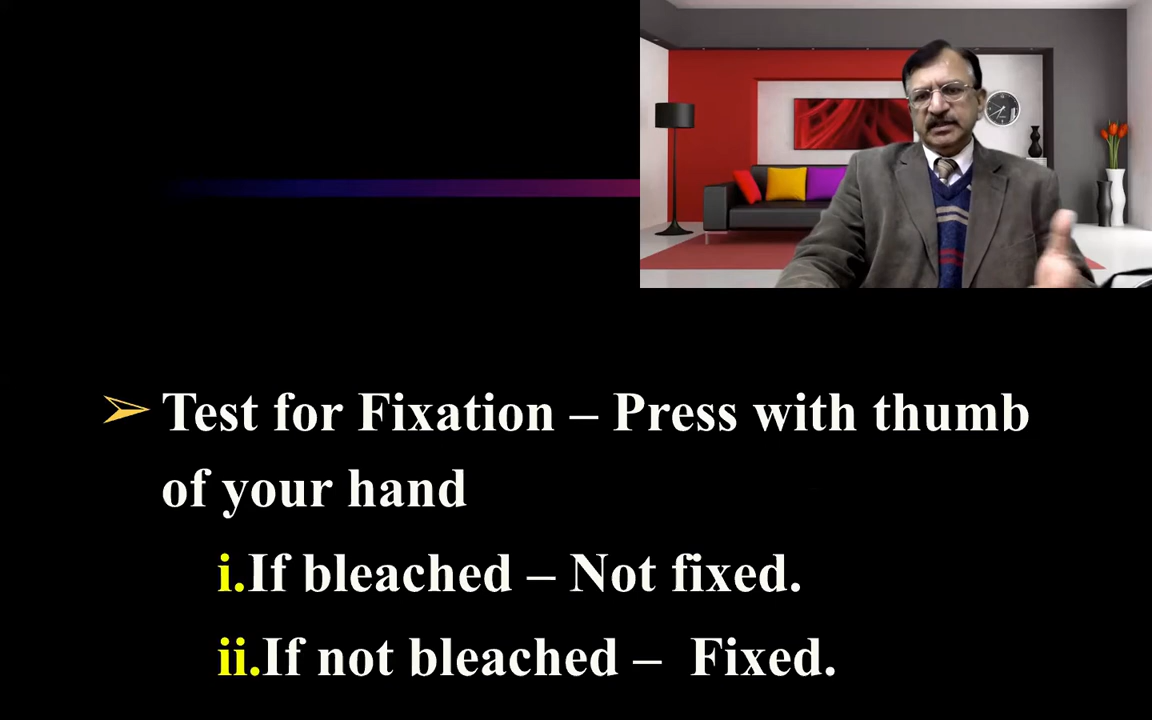 Test for Fixation – Press with thumb
of your hand
i.If bleached – Not fixed.
ii.If not bleached – Fixed.